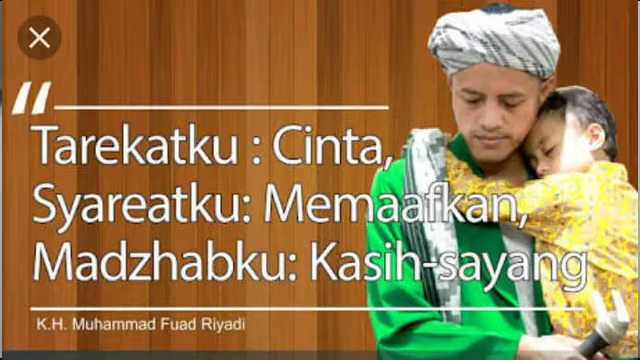 “
Tarekatku : Cinta,
Syareatku: Memaafkan,
Madzhabku: Kasih-sayang
K.H. Muhammad Fuad Riyadi